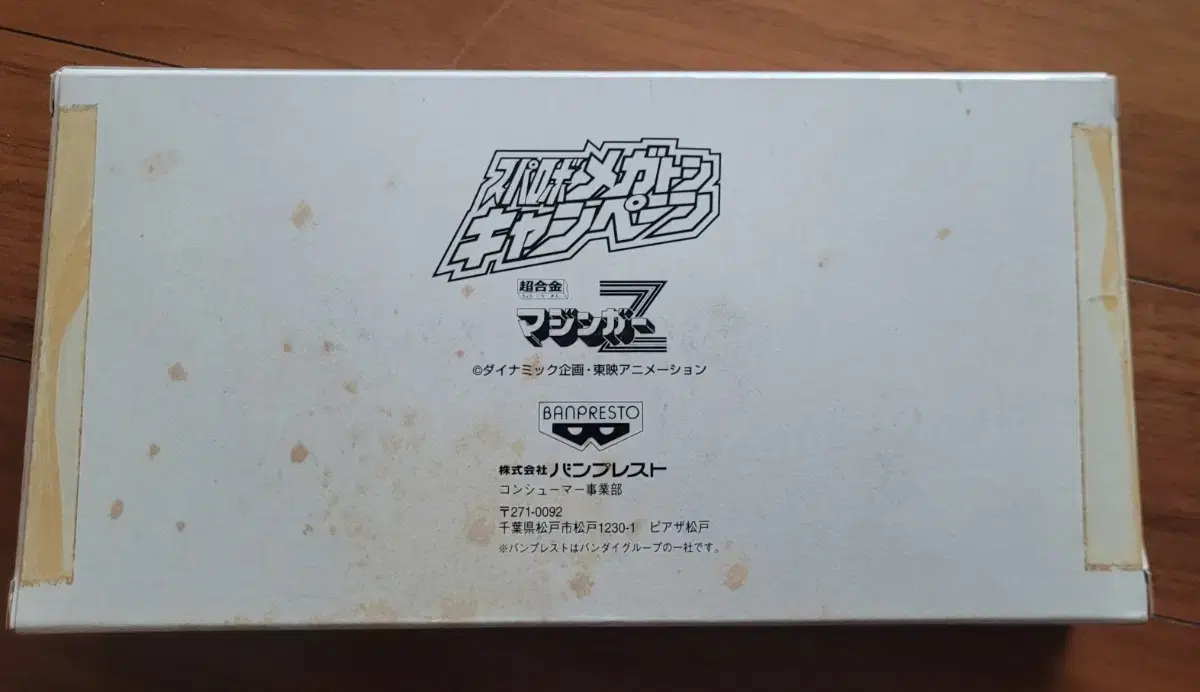 スパロボメガトン
キャンペーン
超合金
マジンガーZ
©ダイナミック企画・東映アニメーション
BANPRESTO
株式会社 バンプレスト
コンシューマー事業部
〒271-0092
千葉県松戸市松戸1230-1 ピアザ松戸
※バンプレストはバンダイグループの一社です。